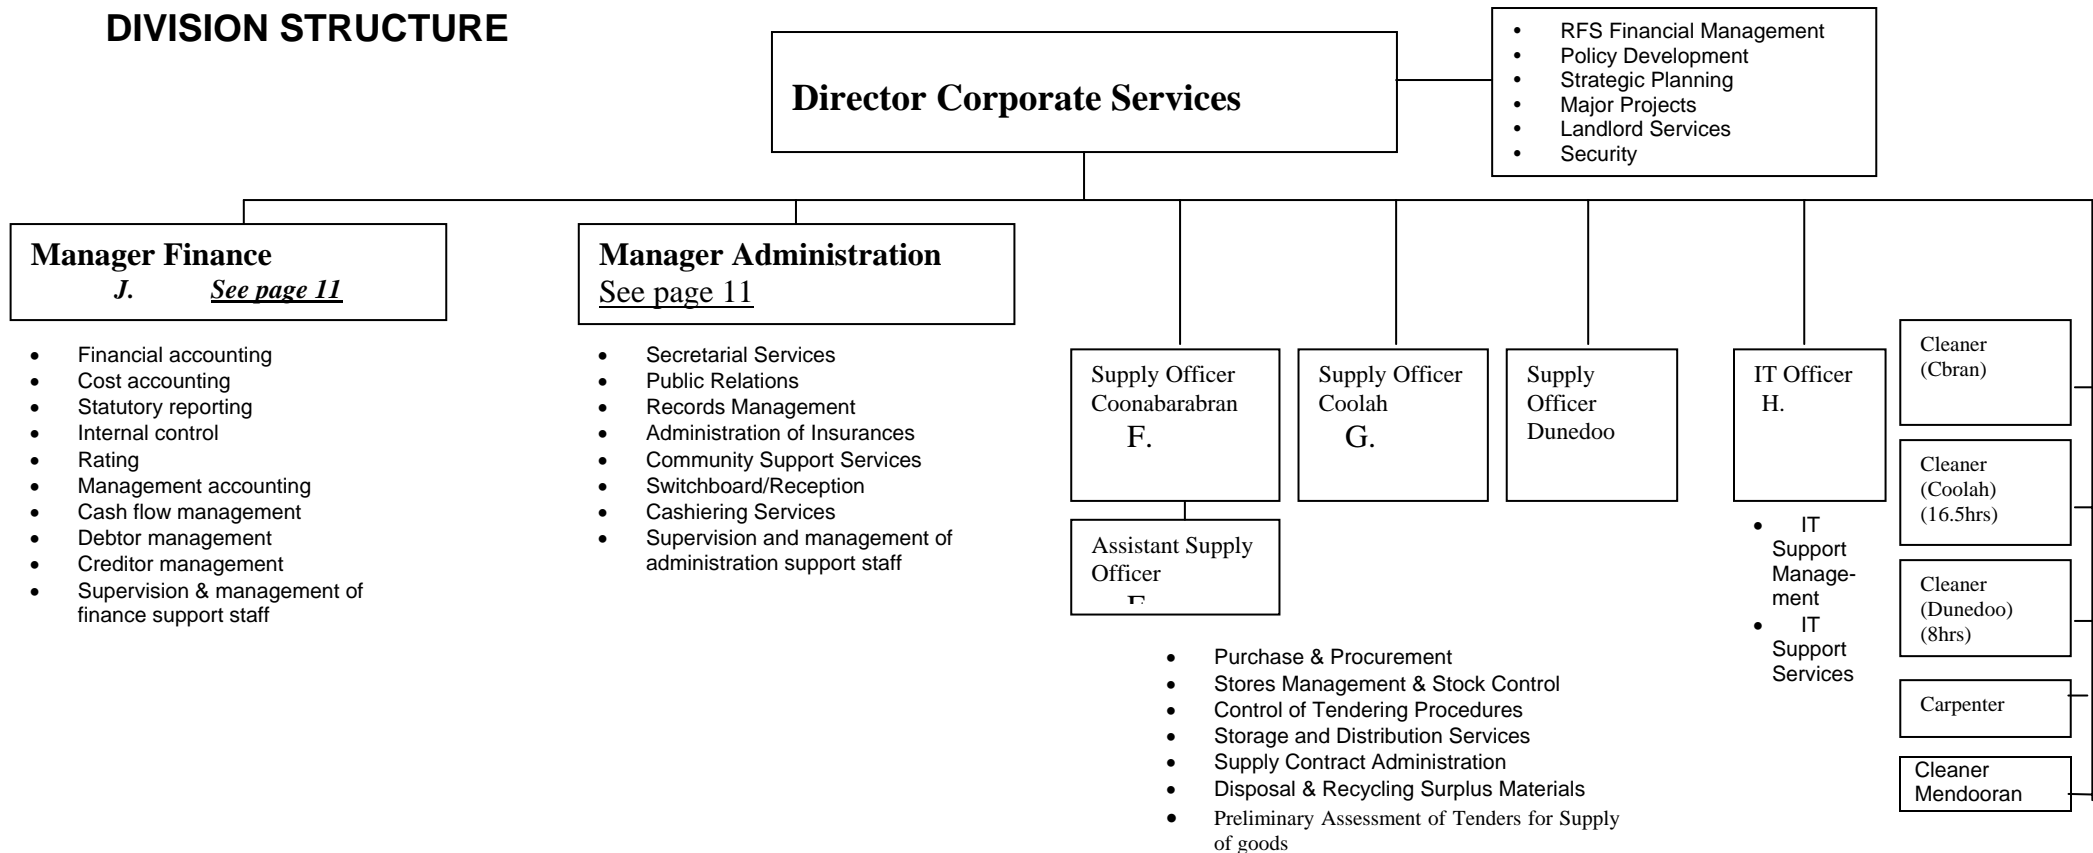 DIVISION STRUCTURE
Director Corporate Services
• RFS Financial Management
• Policy Development
• Strategic Planning
• Major Projects
• Landlord Services
• Security
Manager Finance
J. See page 11
• Financial accounting
• Cost accounting
• Statutory reporting
• Internal control
• Rating
• Management accounting
• Cash flow management
• Debtor management
• Creditor management
• Supervision & management of
finance support staff
Manager Administration
See page 11
• Secretarial Services
• Public Relations
• Records Management
• Administration of Insurances
• Community Support Services
• Switchboard/Reception
• Cashiering Services
• Supervision and management of
administration support staff
Supply Officer
Coonabarabran
F.
Assistant Supply
Officer
Supply Officer
Coolah
G.
Supply
Officer
Dunedoo
• Purchase & Procurement
• Stores Management & Stock Control
• Control of Tendering Procedures
• Storage and Distribution Services
• Supply Contract Administration
• Disposal & Recycling Surplus Materials
• Preliminary Assessment of Tenders for Supply
of goods
IT Officer
H.
• IT
Support
Manage-
ment
• IT
Support
Services
Cleaner
(Cbran)
Cleaner
(Coolah)
(16.5hrs)
Cleaner
(Dunedoo)
(8hrs)
Carpenter
Cleaner
Mendooran